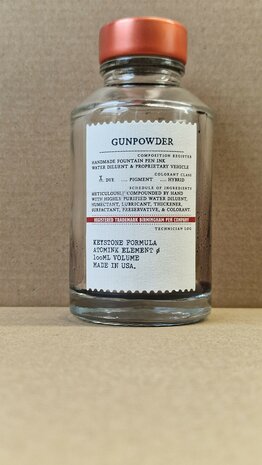 GUNPOWDER
COMPOSITION REGISTER
HANDMADE FOUNTAIN PEN INK
WATER DILUENT & PROPRIETARY VEHICLE
COLORANT CLASS
X DYE ... PIGMENT ... HYBRID
SCHEDULE OF INGREDIENTS
METICULOUSLY COMPOUNDED BY HAND
WITH HIGHLY PURIFIED WATER DILUENT,
HUMECTANT, LUBRICANT, THICKENER,
SURFACTANT, PRESERVATIVE, & COLORANT.
REGISTERED TRADEMARK BIRMINGHAM PEN COMPANY
TECHNICIAN LOG
KEYSTONE FORMULA
ATOMINK ELEMENT ø
100ML VOLUME
MADE IN USA.